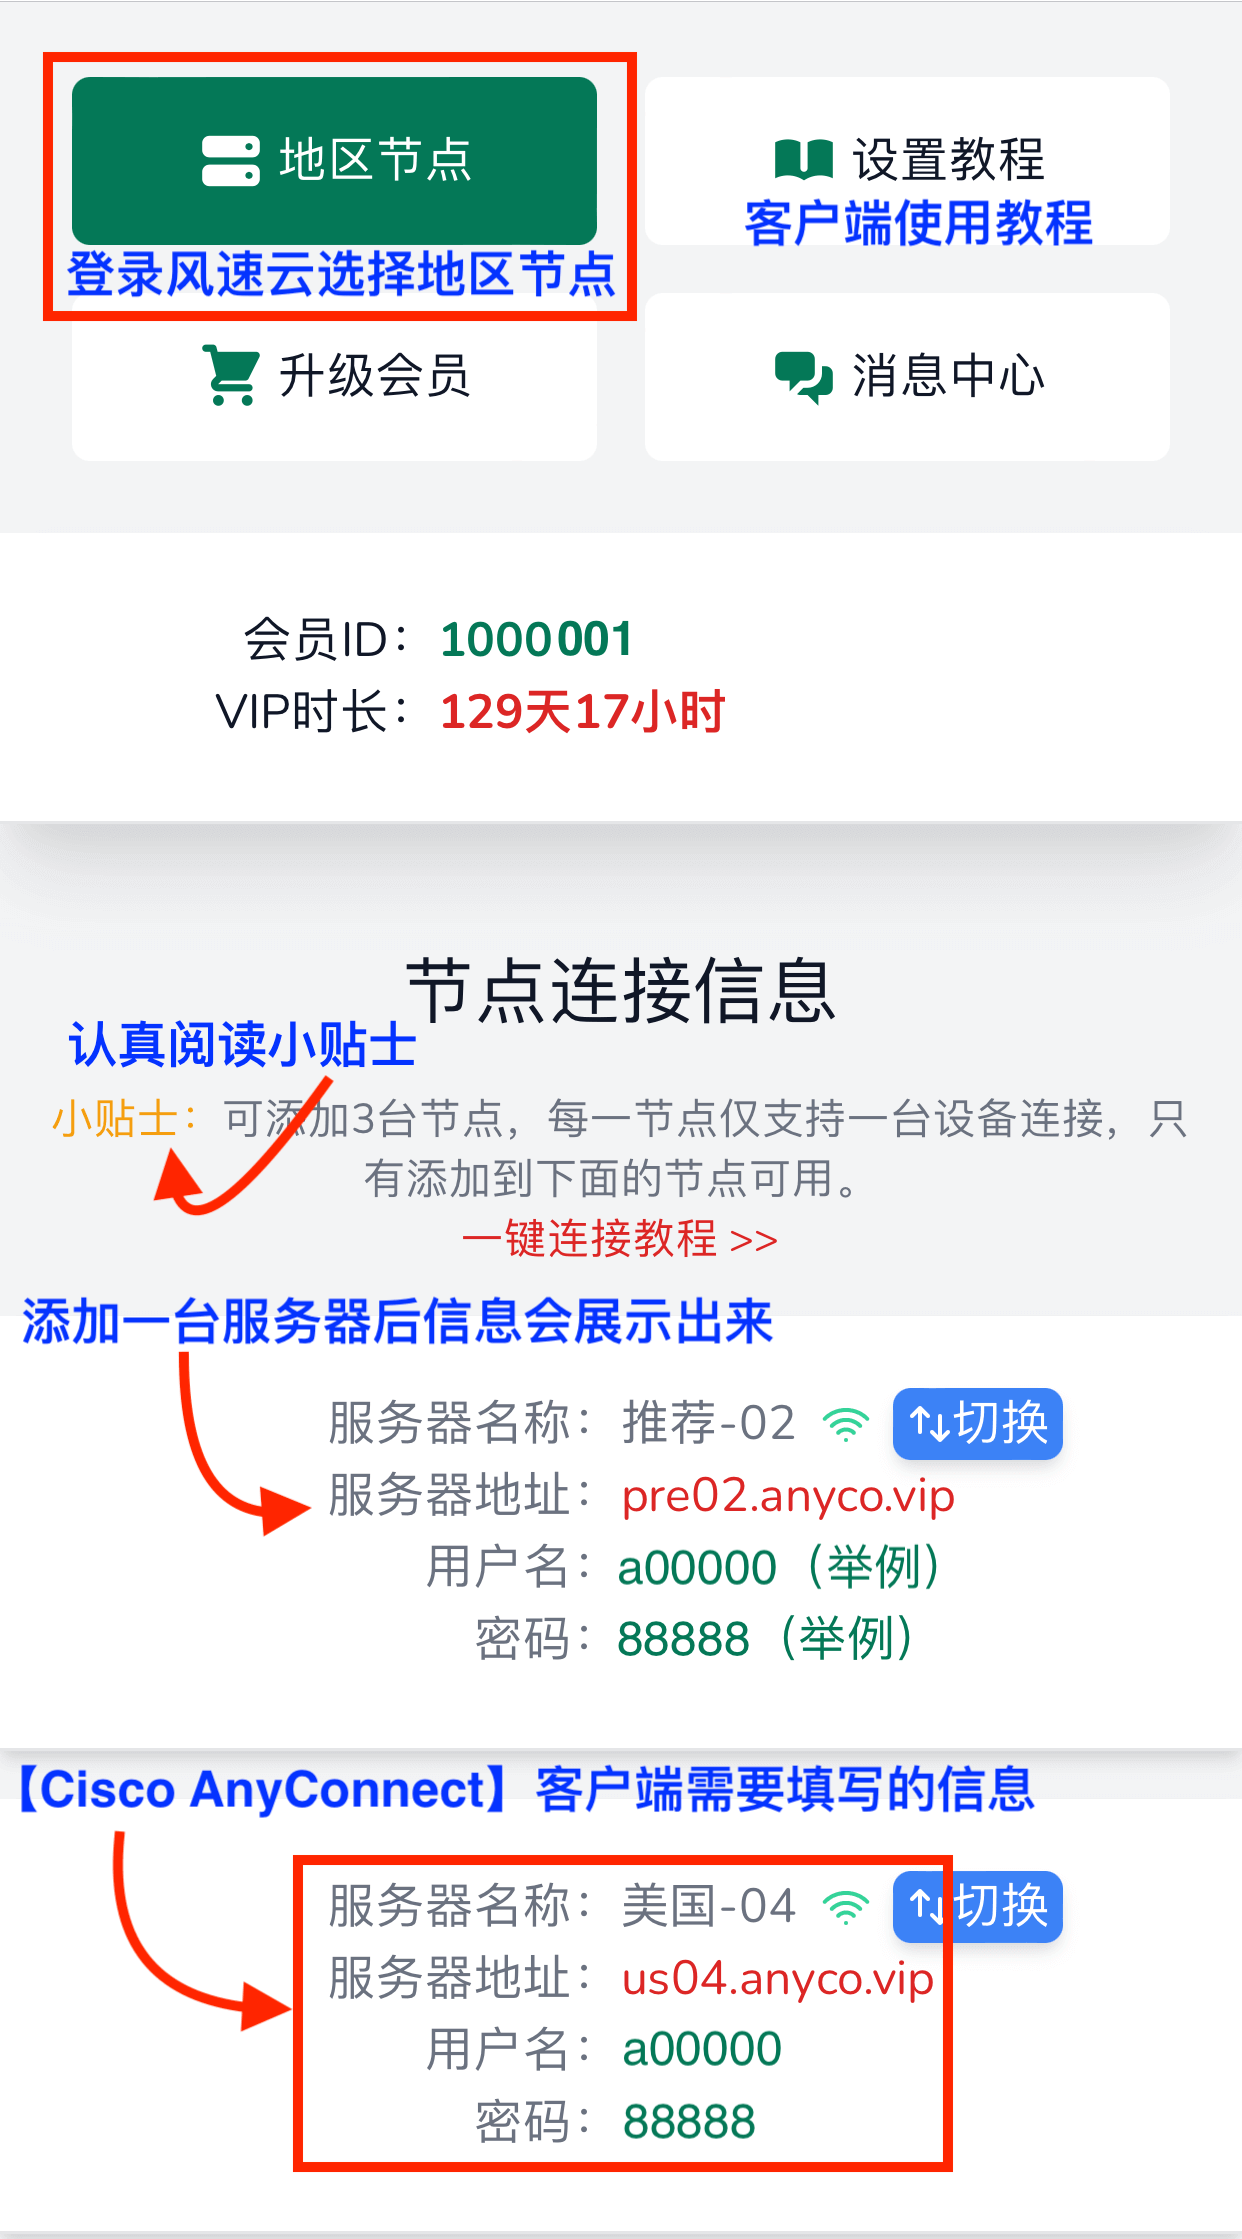 地区节点
设置教程
登录风速云选择地区节点
客户端使用教程
升级会员
消息中心
会员ID：1000001
VIP时长：129天17小时
节点连接信息
认真阅读小贴士
小贴士：可添加3台节点，每一节点仅支持一台设备连接，只
有添加到下面的节点可用。
一键连接教程 >>
添加一台服务器后信息会展示出来
服务器名称：推荐-02 切换
服务器地址：pre02.anyco.vip
用户名：a00000（举例）
密码：88888（举例）
【Cisco AnyConnect】客户端需要填写的信息
服务器名称：美国-04 切换
服务器地址：us04.anyco.vip
用户名：a00000
密码：88888